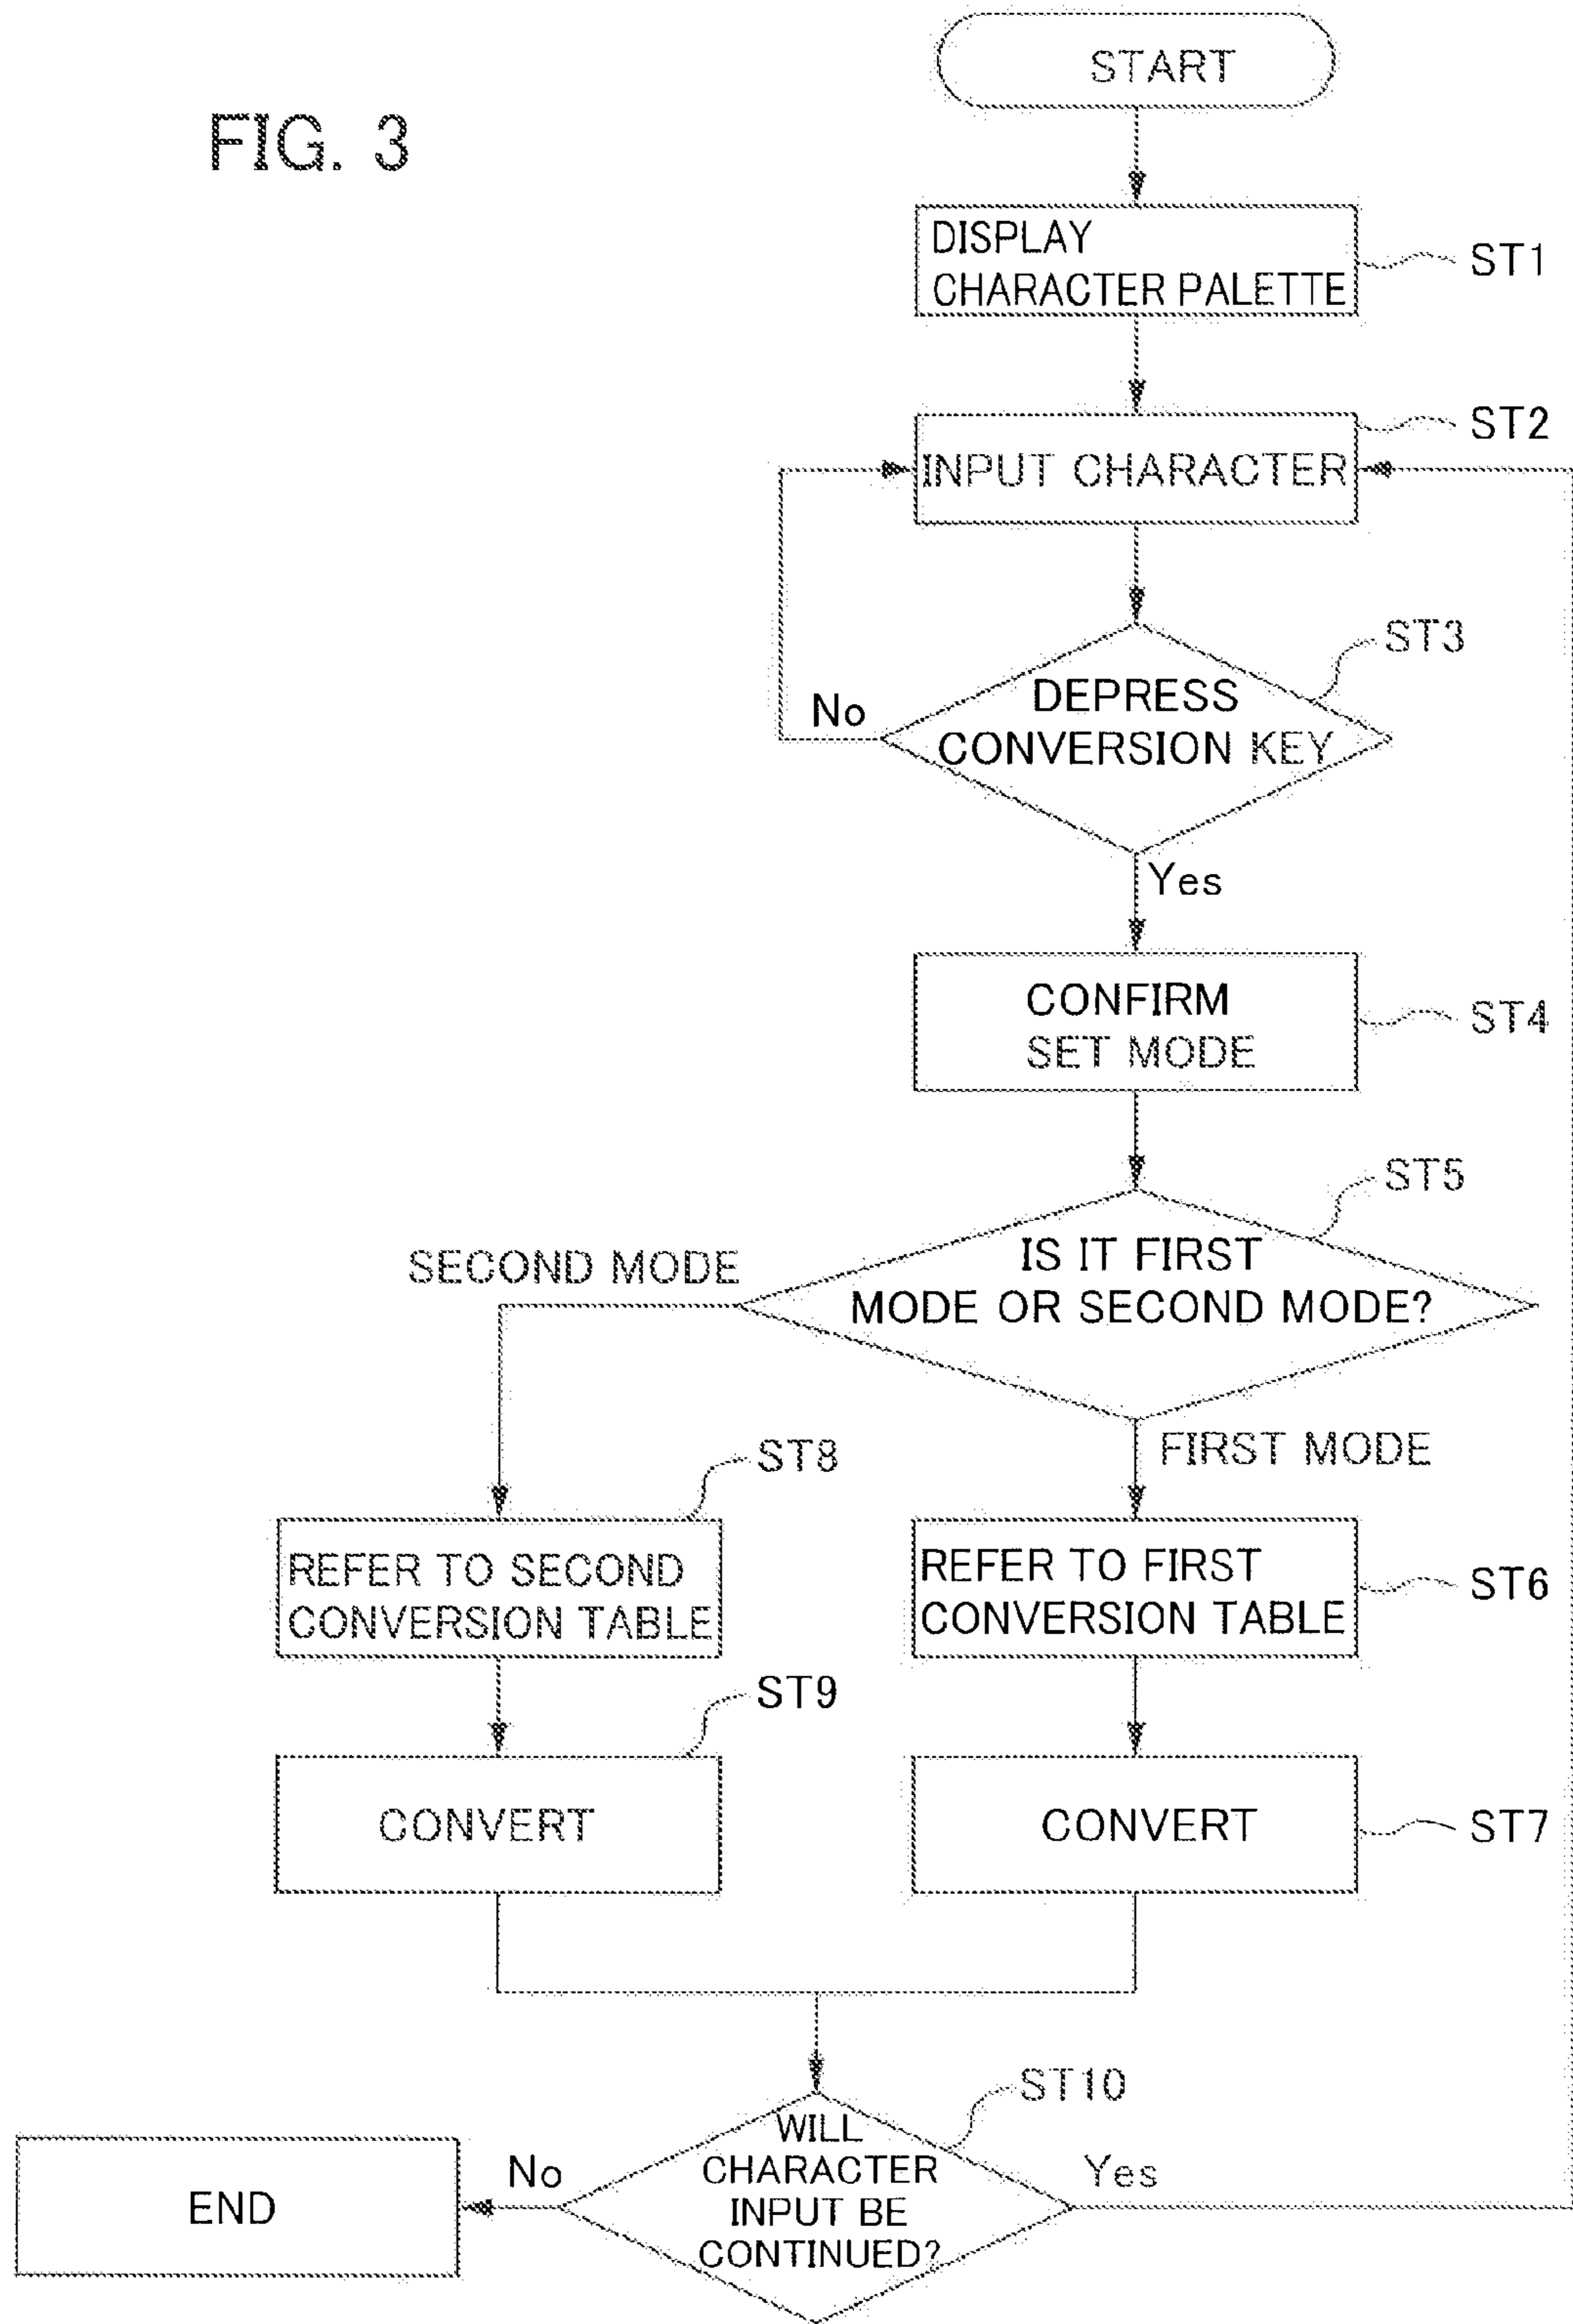 FIG. 3
START
DISPLAY
CHARACTER PALETTE
ST1
INPUT CHARACTER
ST2
DEPRESS
CONVERSION KEY
ST3
No
Yes
CONFIRM
SET MODE
ST4
IS IT FIRST
MODE OR SECOND MODE?
ST5
SECOND MODE
FIRST MODE
REFER TO SECOND
CONVERSION TABLE
ST8
REFER TO FIRST
CONVERSION TABLE
ST6
CONVERT
ST9
CONVERT
ST7
WILL
CHARACTER
INPUT BE
CONTINUED?
ST10
No
Yes
END